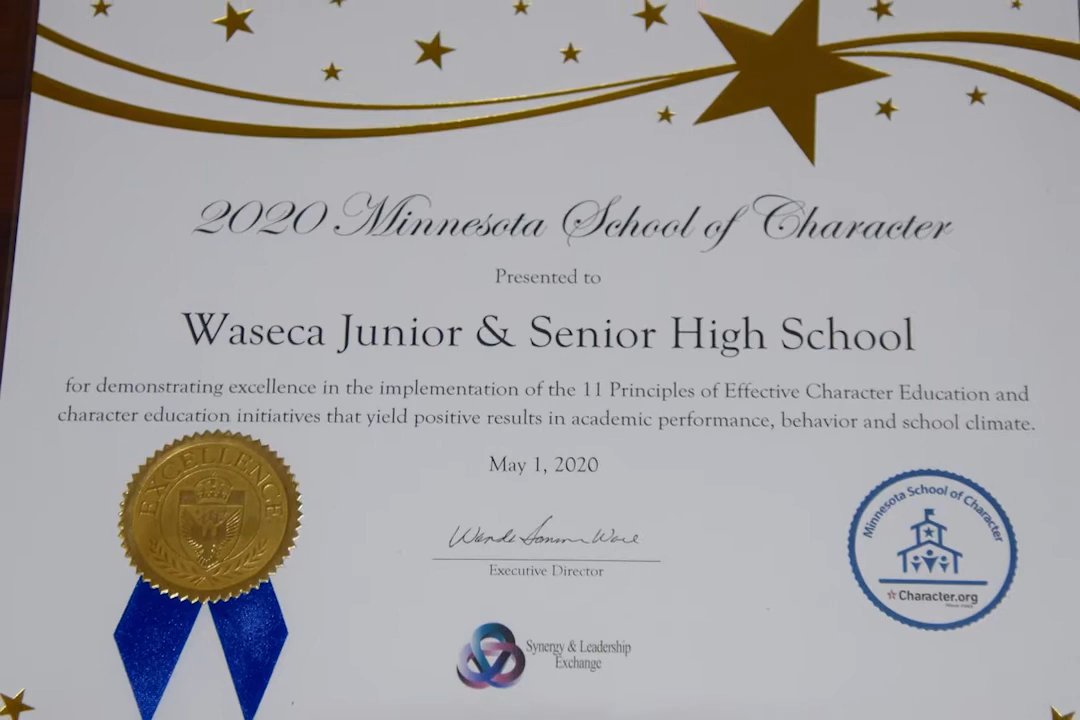 2020 Minnesota School of Character
Presented to
Waseca Junior & Senior High School
for demonstrating excellence in the implementation of the 11 Principles of Effective Character Education and
character education initiatives that yield positive results in academic performance, behavior and school climate.
May 1, 2020
EXCELLENCE
Minnesota School of Character
Character.org
Executive Director
Synergy & Leadership
Exchange